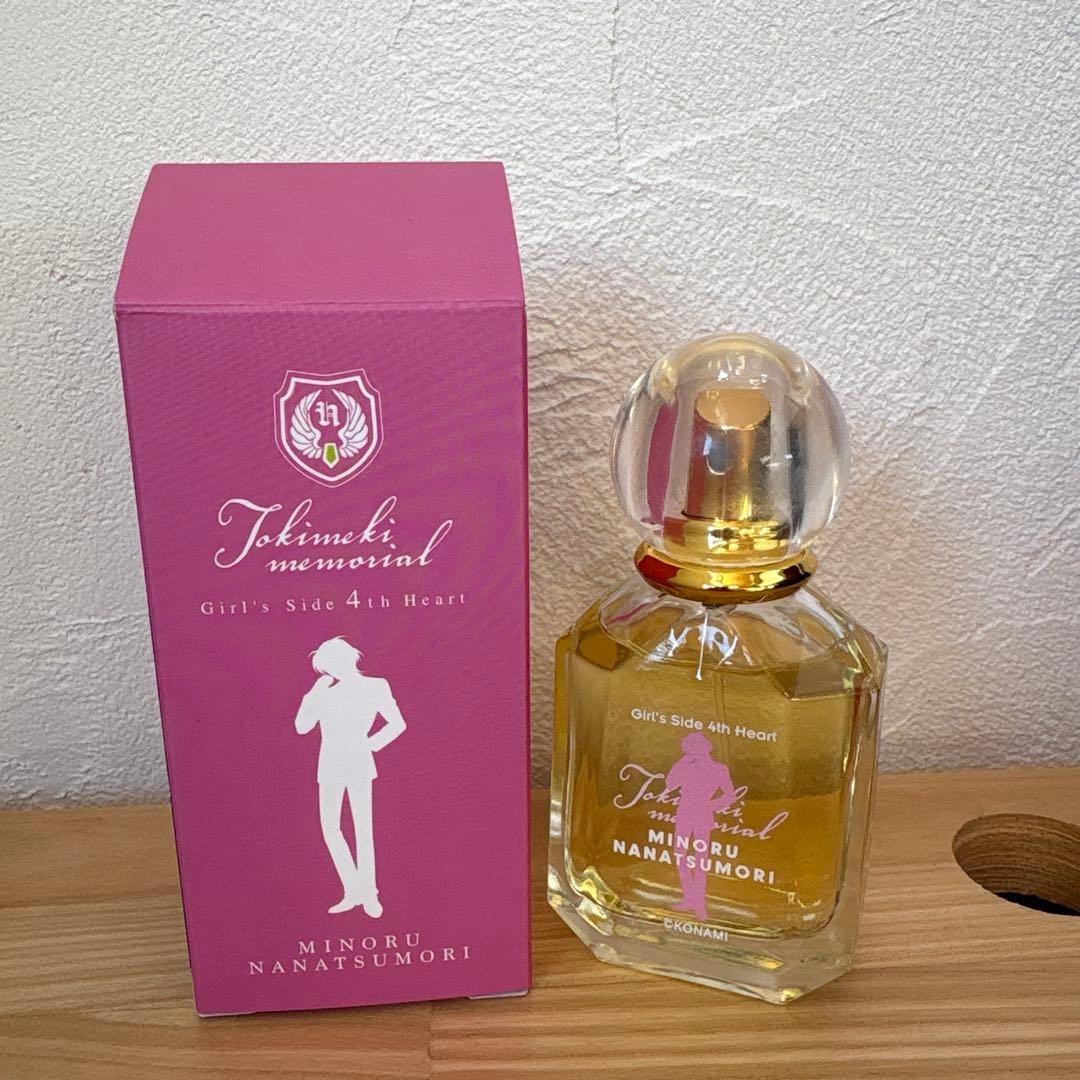 n
Tokimeki
memorial
Girl's Side 4th Heart
MINORU
NANATSUMORI
Girl's Side 4th Heart
Tokimeki
memorial
MINORU
NANATSUMORI
©KONAMI